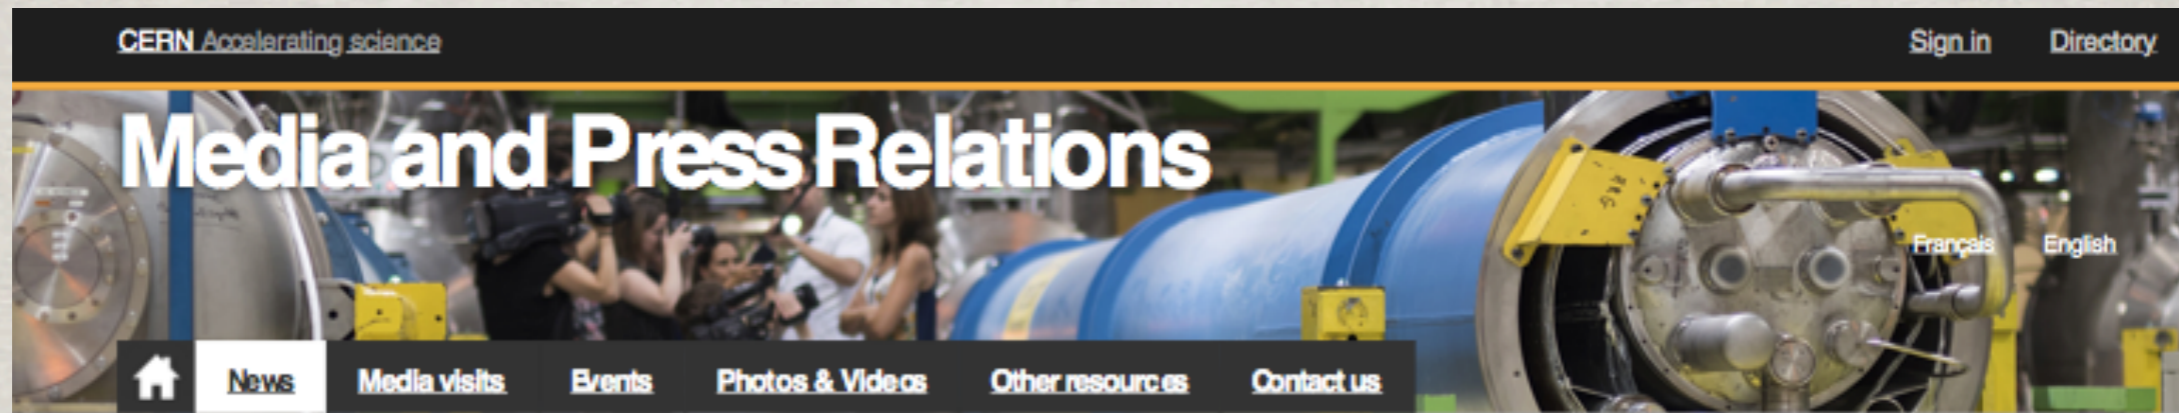 CERN Accelerating science
Sign in Directory
Media and Press Relations
Français English
News Media visits Events Photos & Videos Other resources Contact us